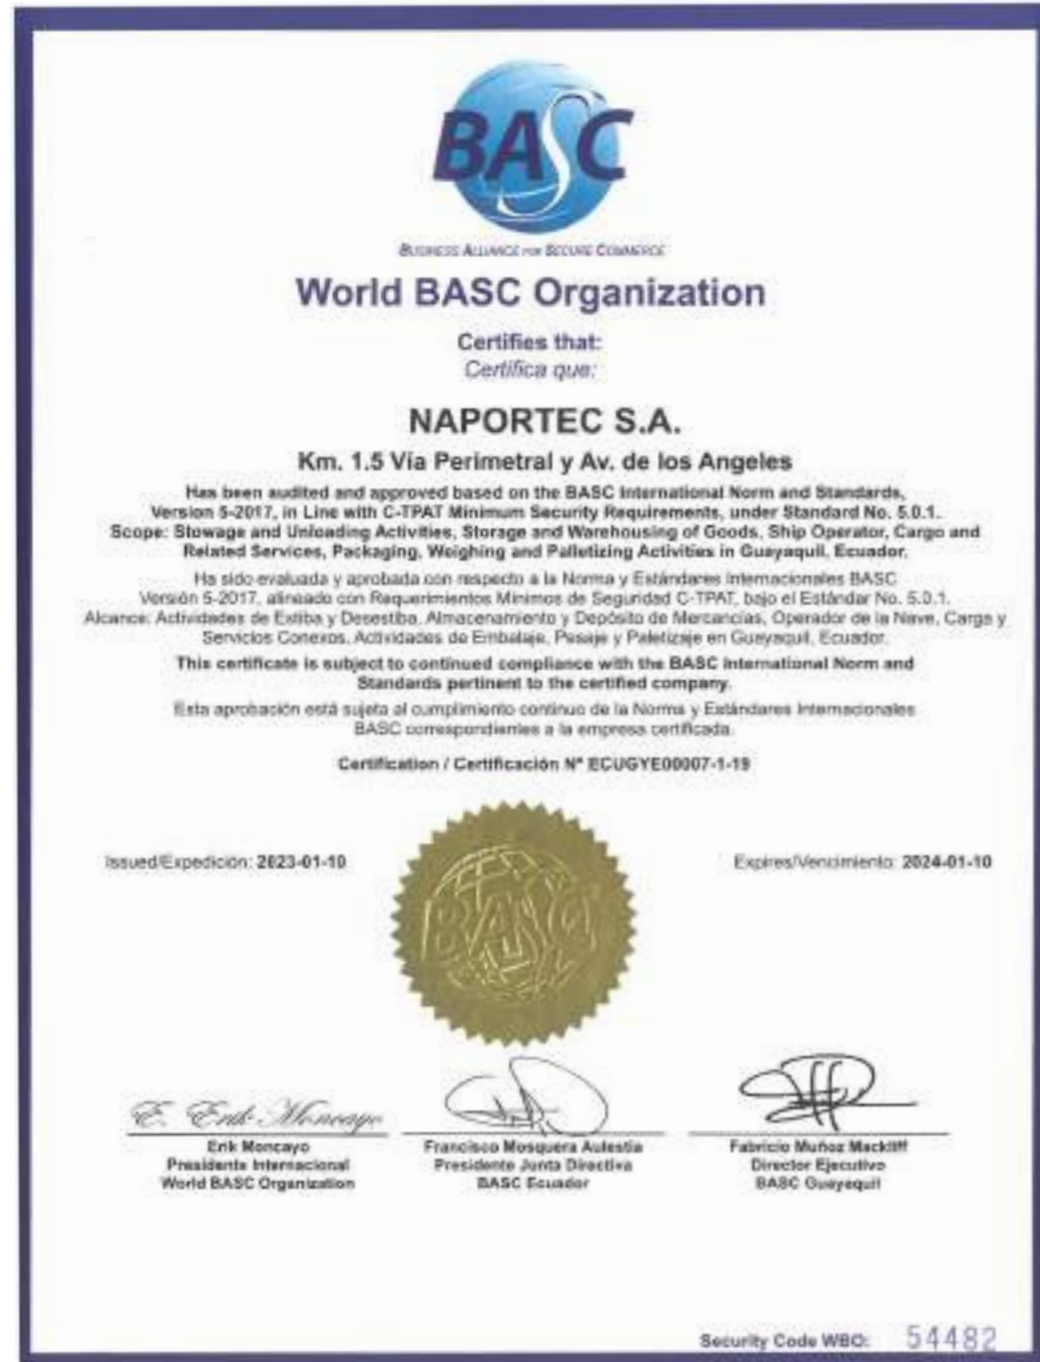 BASC
BUSINESS ALLIANCE FOR SECURE COMMERCE
World BASC Organization
Certifies that:
Certifica que:
NAPORTEC S.A.
Km. 1.5 Vía Perimetral y Av. de los Angeles
Has been audited and approved based on the BASC International Norm and Standards,
Version 5-2017, in Line with C-TPAT Minimum Security Requirements, under Standard No. 5.0.1.
Scope: Stowage and Unloading Activities, Storage and Warehousing of Goods, Ship Operator, Cargo and
Related Services, Packaging, Weighing and Palletizing Activities in Guayaquil, Ecuador.
Ha sido evaluada y aprobada con respecto a la Norma y Estándares Internacionales BASC
Versión 5-2017, alineado con Requerimientos Mínimos de Seguridad C-TPAT, bajo el Estándar No. 5.0.1.
Alcance: Actividades de Estiba y Desestiba, Almacenamiento y Depósito de Mercancías, Operador de la Nave, Carga y
Servicios Conexos, Actividades de Embalaje, Pesaje y Paletizaje en Guayaquil, Ecuador.
This certificate is subject to continued compliance with the BASC International Norm and
Standards pertinent to the certified company.
Esta aprobación está sujeta al cumplimiento continuo de la Norma y Estándares Internacionales
BASC correspondientes a la empresa certificada.
Certification / Certificación N° ECUGYE00007-1-19
Issued/Expedición: 2023-01-10
Expires/Vencimiento: 2024-01-10
BASC
E. Erik Moncayo
Erik Moncayo
Presidente Internacional
World BASC Organization
Francisco Mosquera Aulestia
Presidente Junta Directiva
BASC Ecuador
Fabricio Muñoz Mackliff
Director Ejecutivo
BASC Guayaquil
Security Code WBO: 54482